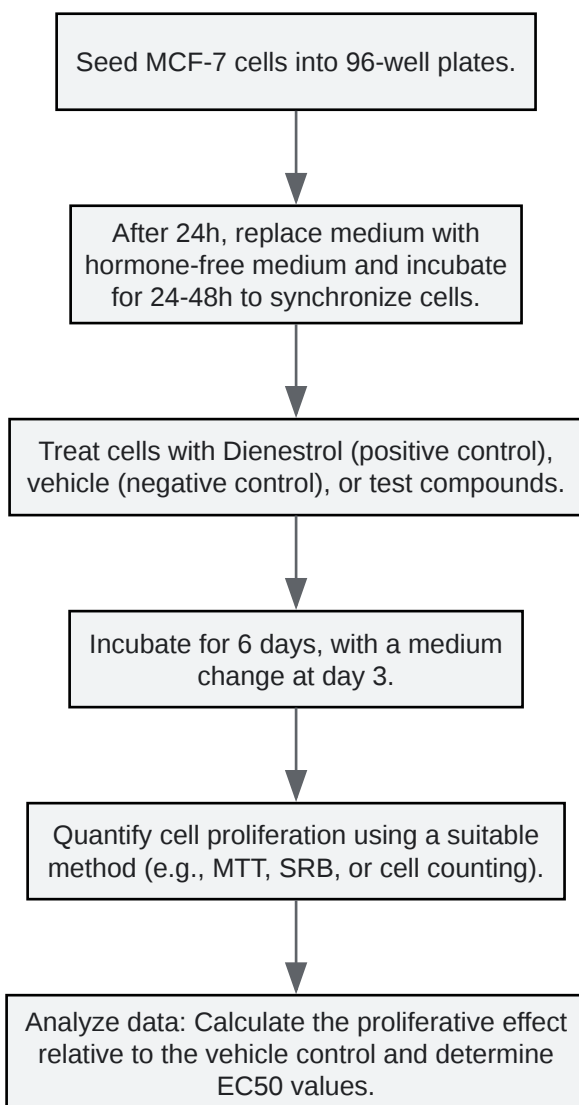 Seed MCF-7 cells into 96-well plates.
After 24h, replace medium with
hormone-free medium and incubate
for 24-48h to synchronize cells.
Treat cells with Dienestrol (positive control),
vehicle (negative control), or test compounds.
Incubate for 6 days, with a medium
change at day 3.
Quantify cell proliferation using a suitable
method (e.g., MTT, SRB, or cell counting).
Analyze data: Calculate the proliferative effect
relative to the vehicle control and determine
EC50 values.